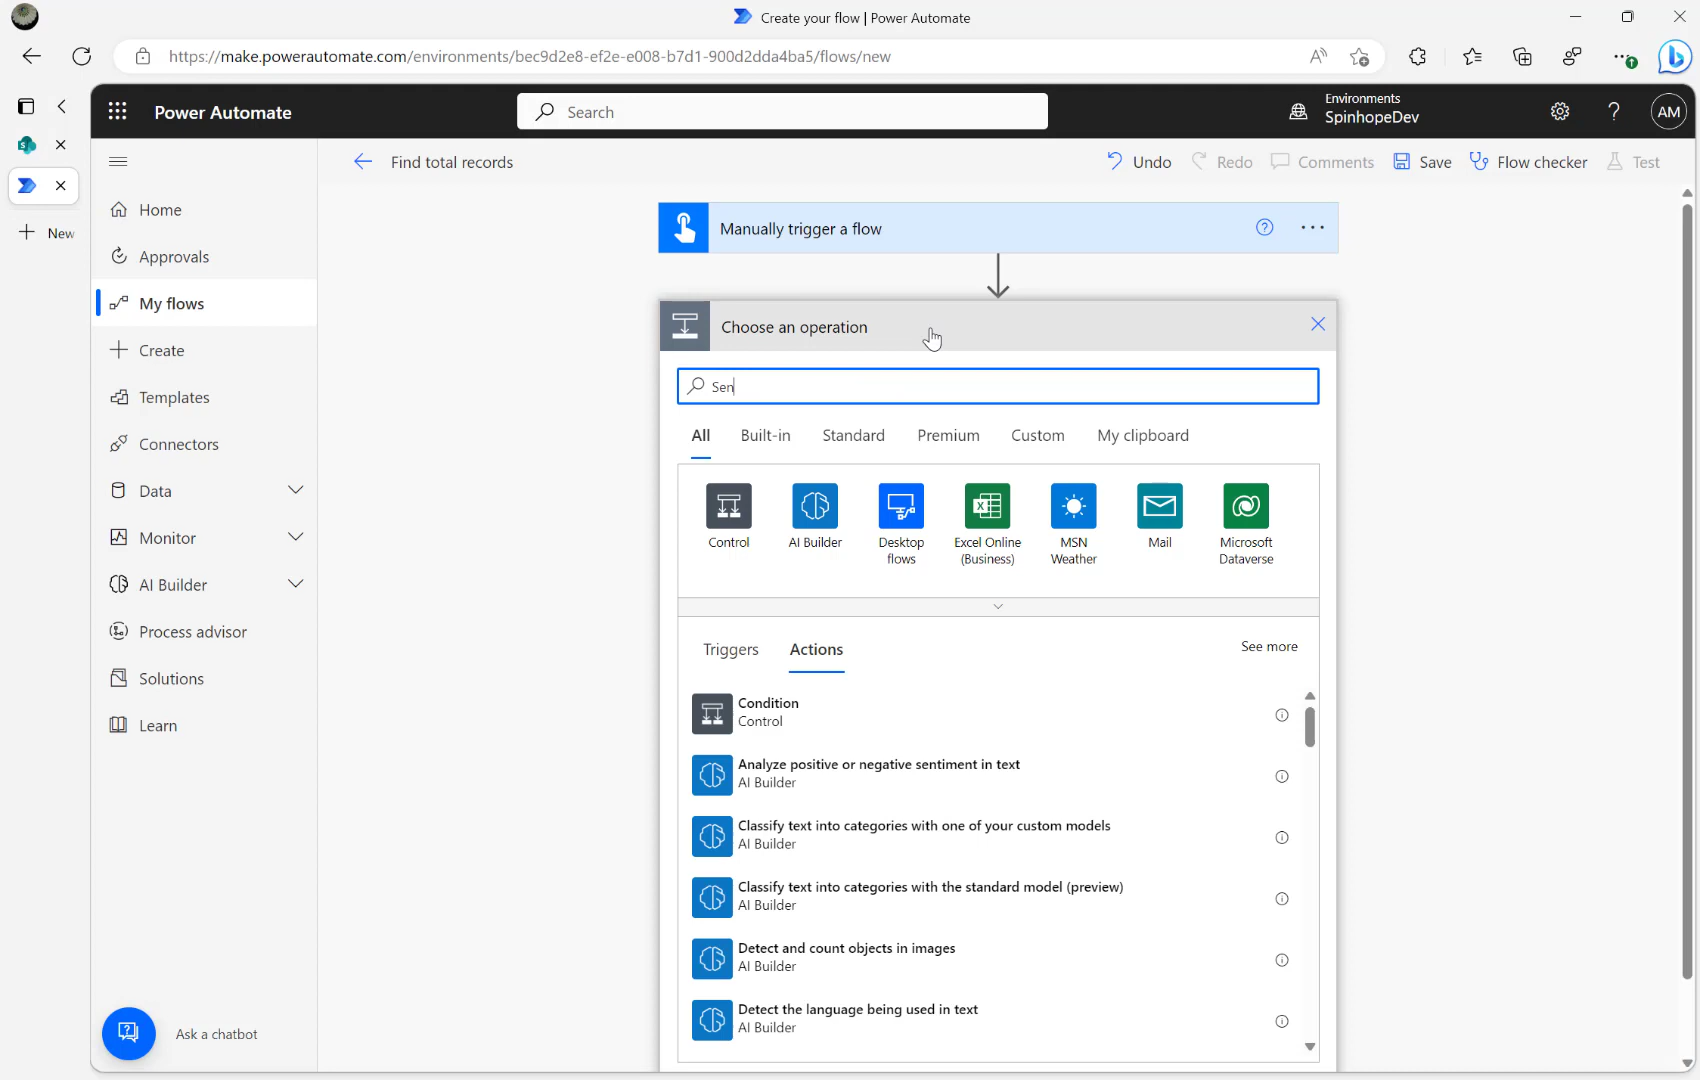 Create your flow | Power Automate
https://make.powerautomate.com/environments/bec9d2e8-ef2e-e008-b7d1-900d2dda4ba5/flows/new
Power Automate
Search
Environments
SpinhopeDev
AM
New
Find total records
Undo
Redo
Comments
Save
Flow checker
Test
Home
Approvals
My flows
Create
Templates
Connectors
Data
Monitor
AI Builder
Process advisor
Solutions
Learn
Ask a chatbot
Manually trigger a flow
Choose an operation
Sen
All
Built-in
Standard
Premium
Custom
My clipboard
Control
AI Builder
Desktop
flows
Excel Online
(Business)
MSN
Weather
Mail
Microsoft
Dataverse
Triggers
Actions
See more
Condition
Control
Analyze positive or negative sentiment in text
AI Builder
Classify text into categories with one of your custom models
AI Builder
Classify text into categories with the standard model (preview)
AI Builder
Detect and count objects in images
AI Builder
Detect the language being used in text
AI Builder